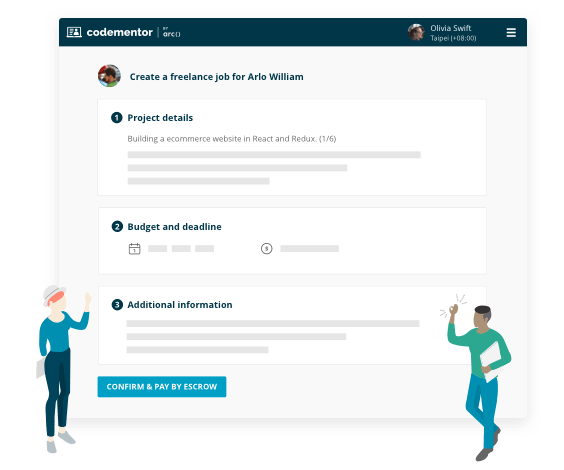 codementor BY arc()
Olivia Swift
Taipei (+08:00)
Create a freelance job for Arlo William
1 Project details
Building a ecommerce website in React and Redux. (1/6)
2 Budget and deadline
1 $
3 Additional information
CONFIRM & PAY BY ESCROW